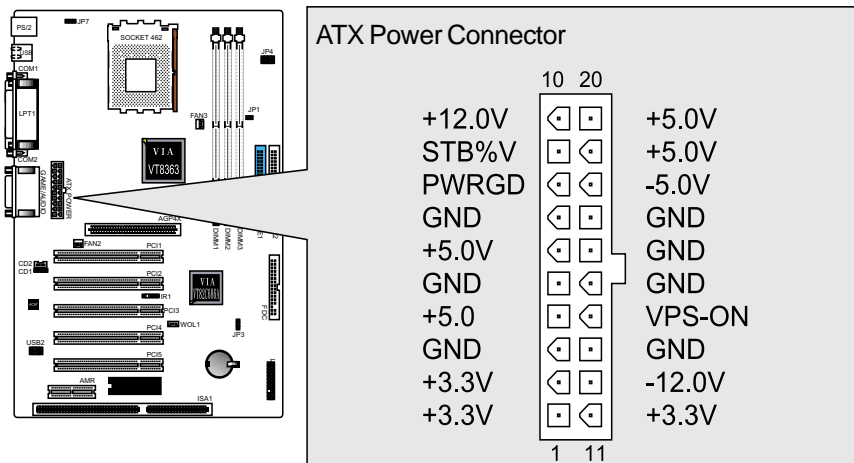 ATX Power Connector
10 20
+12.0V +5.0V
STB%V +5.0V
PWRGD -5.0V
GND GND
+5.0V GND
GND GND
+5.0 VPS-ON
GND GND
+3.3V -12.0V
+3.3V +3.3V
1 11
PS/2
JP7
USB
SOCKET 462
JP4
COM1
LPT1
JP1
FAN3
VIA
VT8363
COM2
GAME/AUDIO
ATX POWER
AGP4X
DIMM1
DIMM2
DIMM3
FAN2
PCI1
CD2
CD1
PCI2
VIA
IR1
PCI3
FDC
WOL1
PCI4
JP3
USB2
PCI5
AMR
ISA1